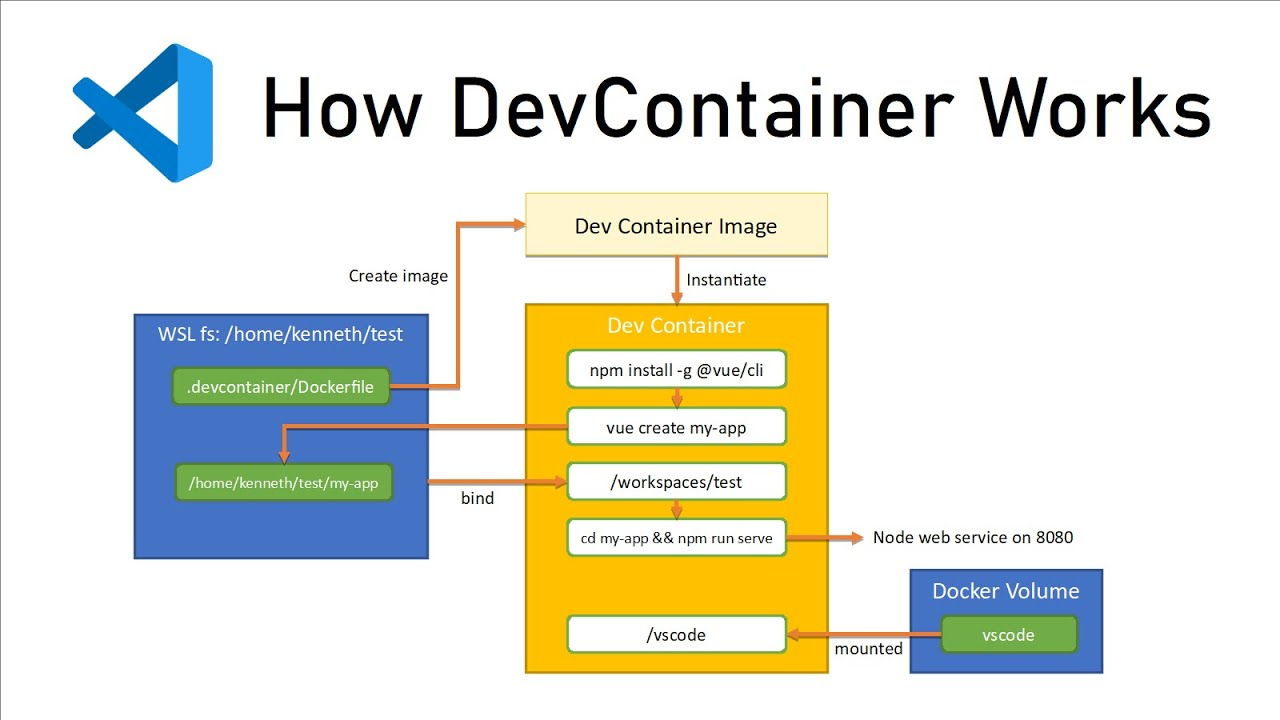 How DevContainer Works
Dev Container Image
Create image
Instantiate
WSL fs: /home/kenneth/test
.devcontainer/Dockerfile
/home/kenneth/test/my-app
bind
Dev Container
npm install -g @vue/cli
vue create my-app
/workspaces/test
cd my-app && npm run serve
Node web service on 8080
/vscode
mounted
Docker Volume
vscode